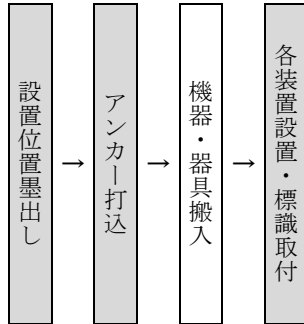 設置位置墨出し
→
アンカー打込
→
機器・器具搬入
→
各装置設置・標識取付